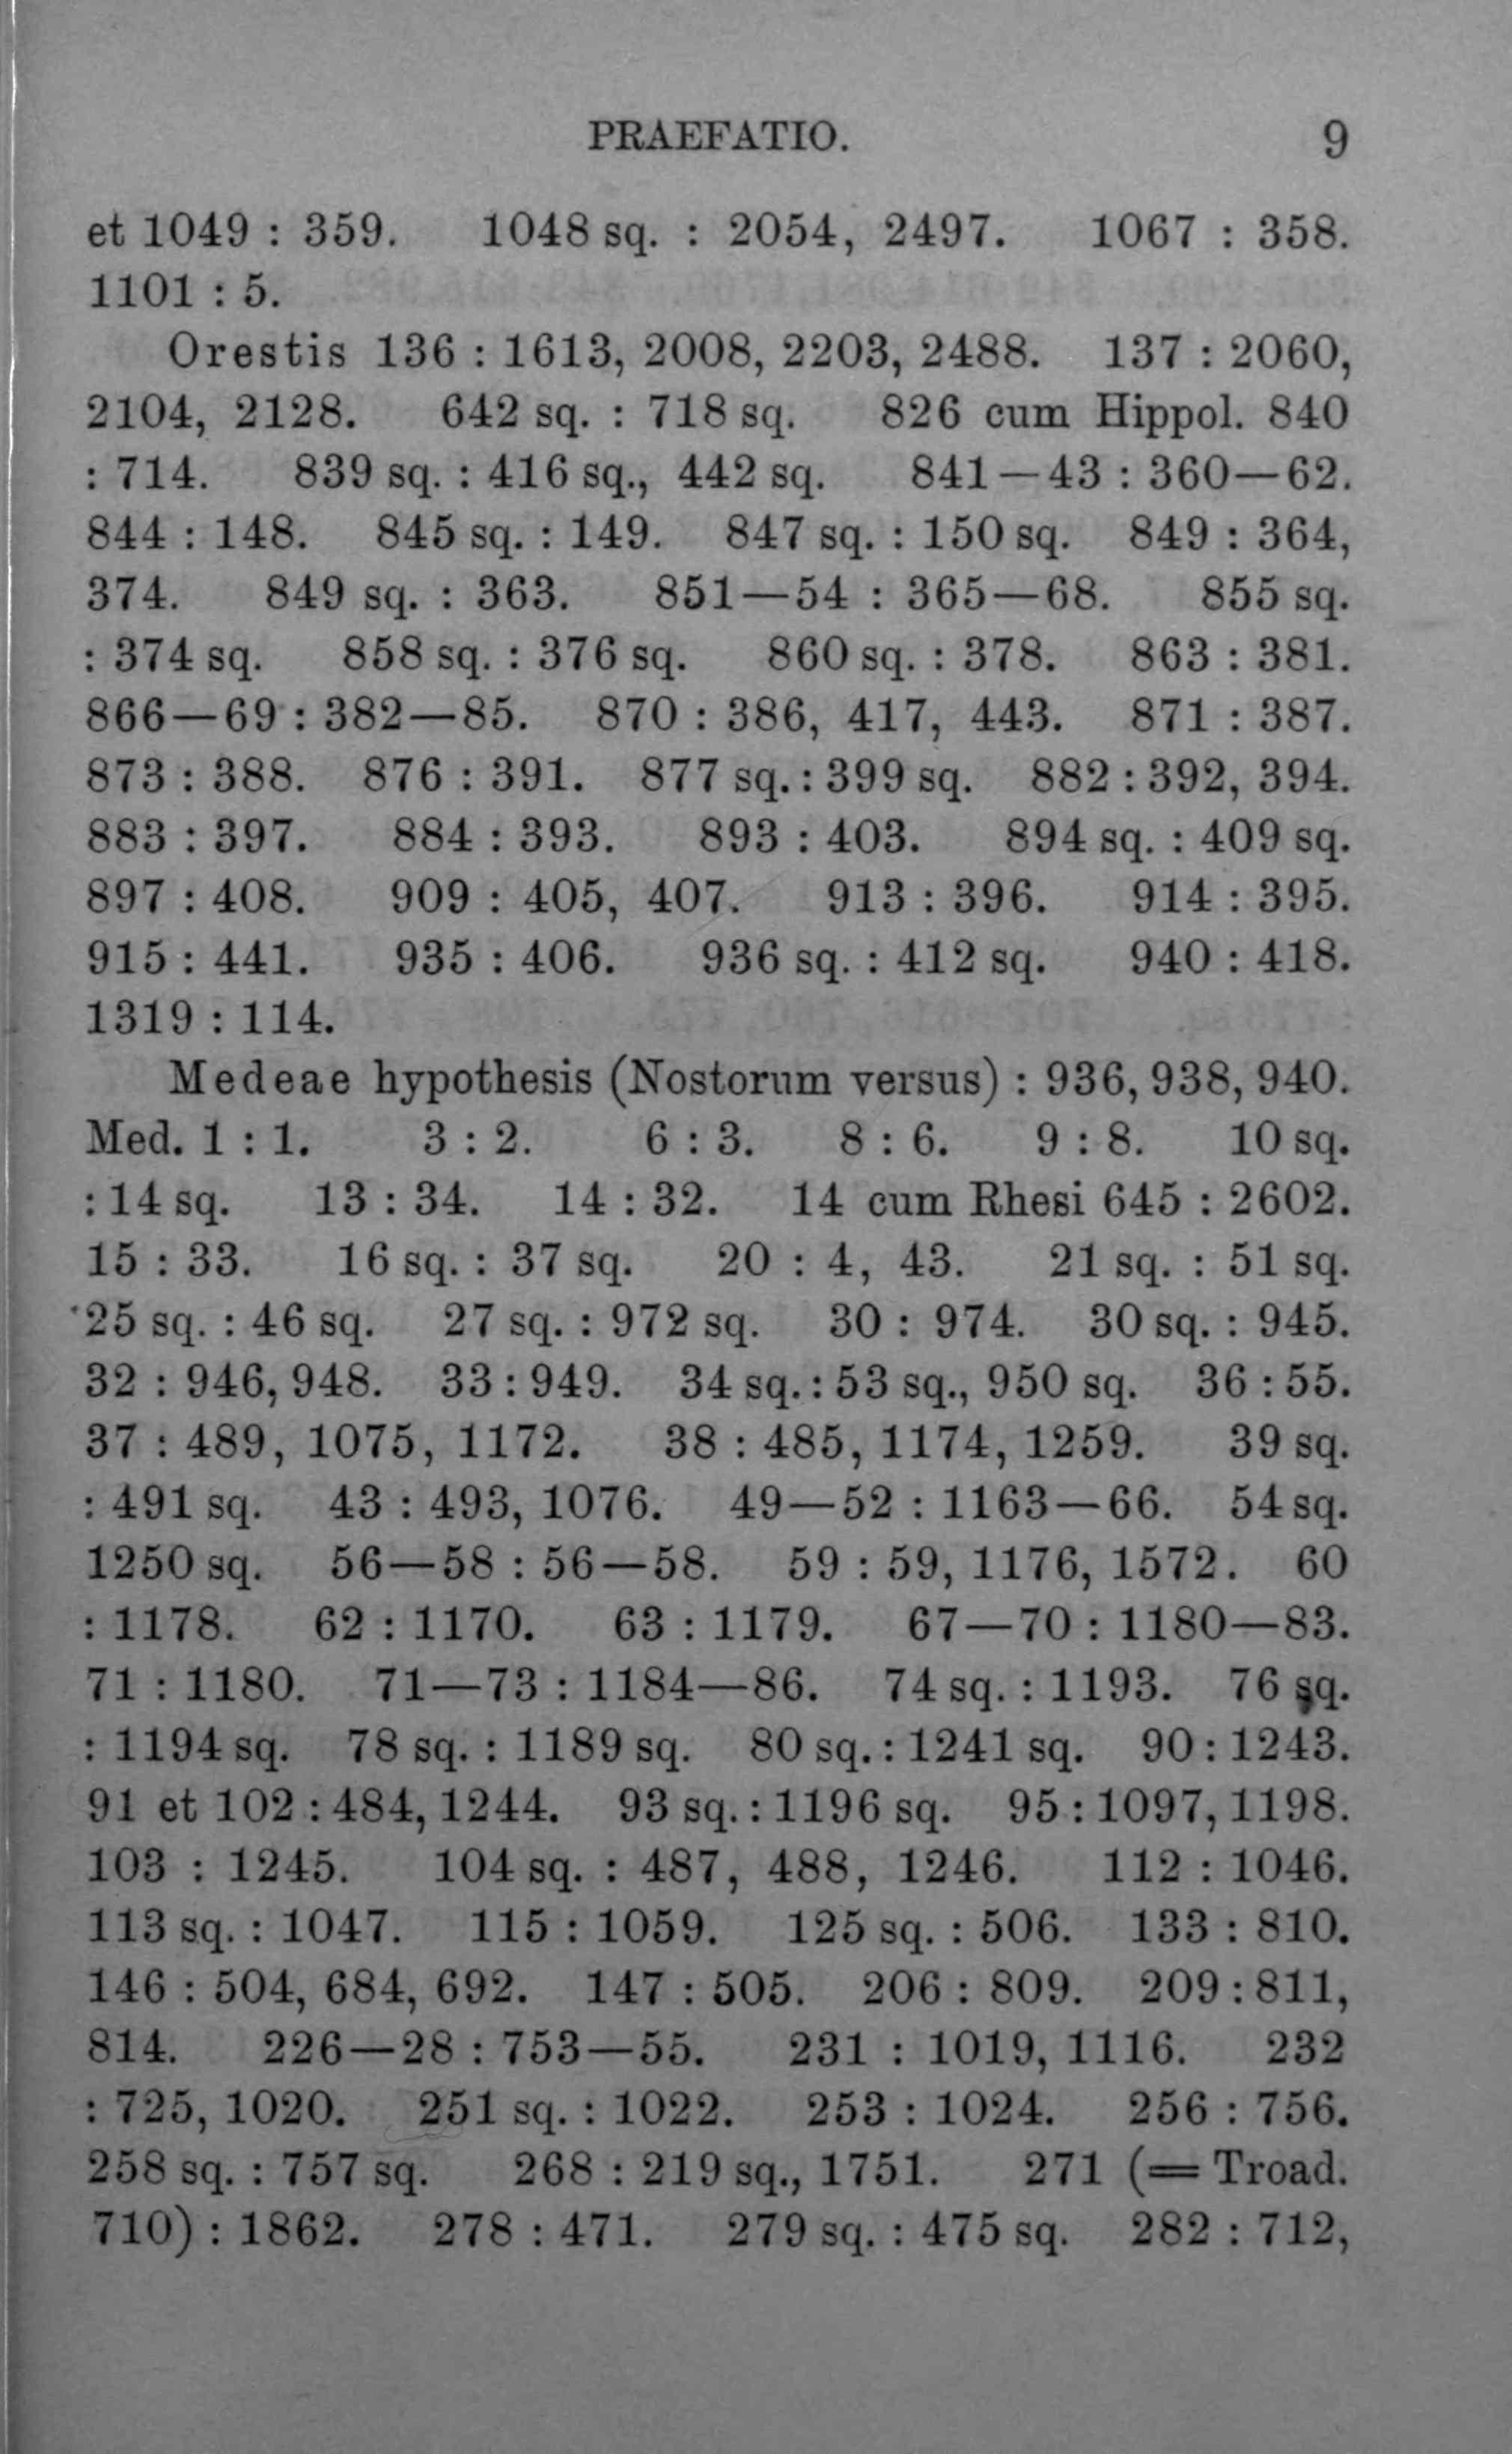 PRAEFATIO. 9
et 1049 : 359. 1048 sq. : 2054, 2497. 1067 : 358.
1101 : 5.
Orestis 136 : 1613, 2008, 2203, 2488. 137 : 2060,
2104, 2128. 642 sq. : 718 sq. 826 cum Hippol. 840
: 714. 839 sq. : 416 sq., 442 sq. 841—43 : 360—62.
844 : 148. 845 sq. : 149. 847 sq. : 150 sq. 849 : 364,
374. 849 sq. : 363. 851—54 : 365—68. 855 sq.
: 374 sq. 858 sq. : 376 sq. 860 sq. : 378. 863 : 381.
866—69 : 382—85. 870 : 386, 417, 443. 871 : 387.
873 : 388. 876 : 391. 877 sq. : 399 sq. 882 : 392, 394.
883 : 397. 884 : 393. 893 : 403. 894 sq. : 409 sq.
897 : 408. 909 : 405, 407. 913 : 396. 914 : 395.
915 : 441. 935 : 406. 936 sq. : 412 sq. 940 : 418.
1319 : 114.
Medeae hypothesis (Nostorum versus) : 936, 938, 940.
Med. 1 : 1. 3 : 2. 6 : 3. 8 : 6. 9 : 8. 10 sq.
: 14 sq. 13 : 34. 14 : 32. 14 cum Rhesi 645 : 2602.
15 : 33. 16 sq. : 37 sq. 20 : 4, 43. 21 sq. : 51 sq.
25 sq. : 46 sq. 27 sq. : 972 sq. 30 : 974. 30 sq. : 945.
32 : 946, 948. 33 : 949. 34 sq. : 53 sq., 950 sq. 36 : 55.
37 : 489, 1075, 1172. 38 : 485, 1174, 1259. 39 sq.
: 491 sq. 43 : 493, 1076. 49—52 : 1163—66. 54 sq.
1250 sq. 56—58 : 56—58. 59 : 59, 1176, 1572. 60
: 1178. 62 : 1170. 63 : 1179. 67—70 : 1180—83.
71 : 1180. 71—73 : 1184—86. 74 sq. : 1193. 76 sq.
: 1194 sq. 78 sq. : 1189 sq. 80 sq. : 1241 sq. 90 : 1243.
91 et 102 : 484, 1244. 93 sq. : 1196 sq. 95 : 1097, 1198.
103 : 1245. 104 sq. : 487, 488, 1246. 112 : 1046.
113 sq. : 1047. 115 : 1059. 125 sq. : 506. 133 : 810.
146 : 504, 684, 692. 147 : 505. 206 : 809. 209 : 811,
814. 226—28 : 753—55. 231 : 1019, 1116. 232
: 725, 1020. 251 sq. : 1022. 253 : 1024. 256 : 756.
258 sq. : 757 sq. 268 : 219 sq., 1751. 271 (= Troad.
710) : 1862. 278 : 471. 279 sq. : 475 sq. 282 : 712,